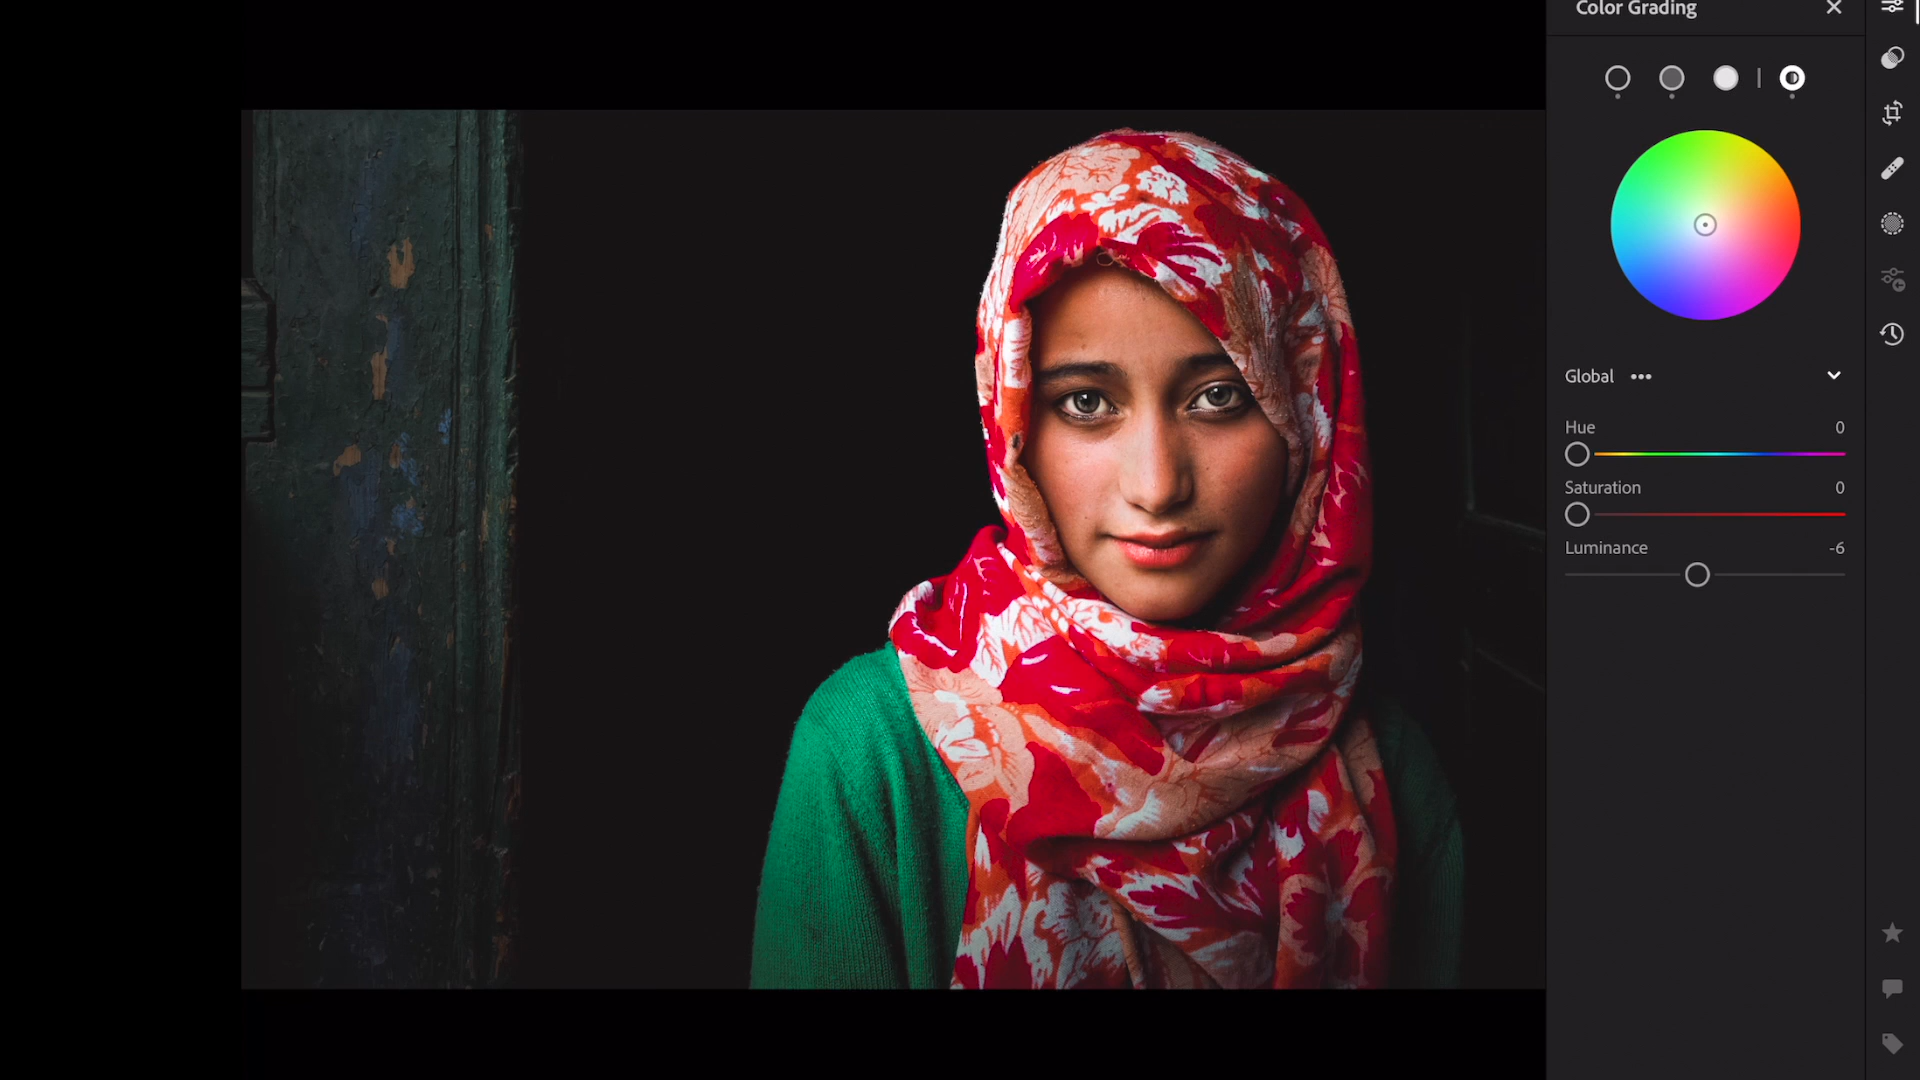 Color Grading
Global
Hue 0
Saturation 0
Luminance -6